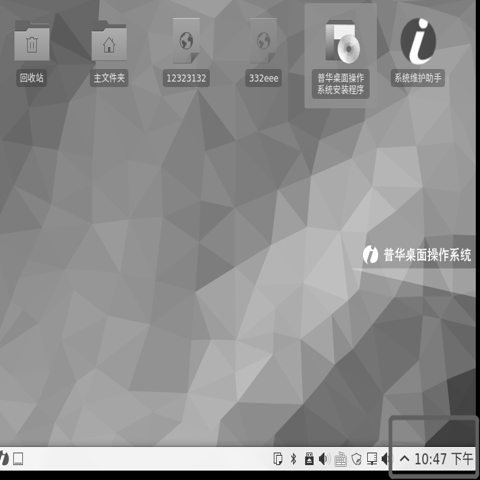 回收站
主文件夹
12323132
332eee
普华桌面操作
系统安装程序
系统维护助手
普华桌面操作系统
10:47 下午